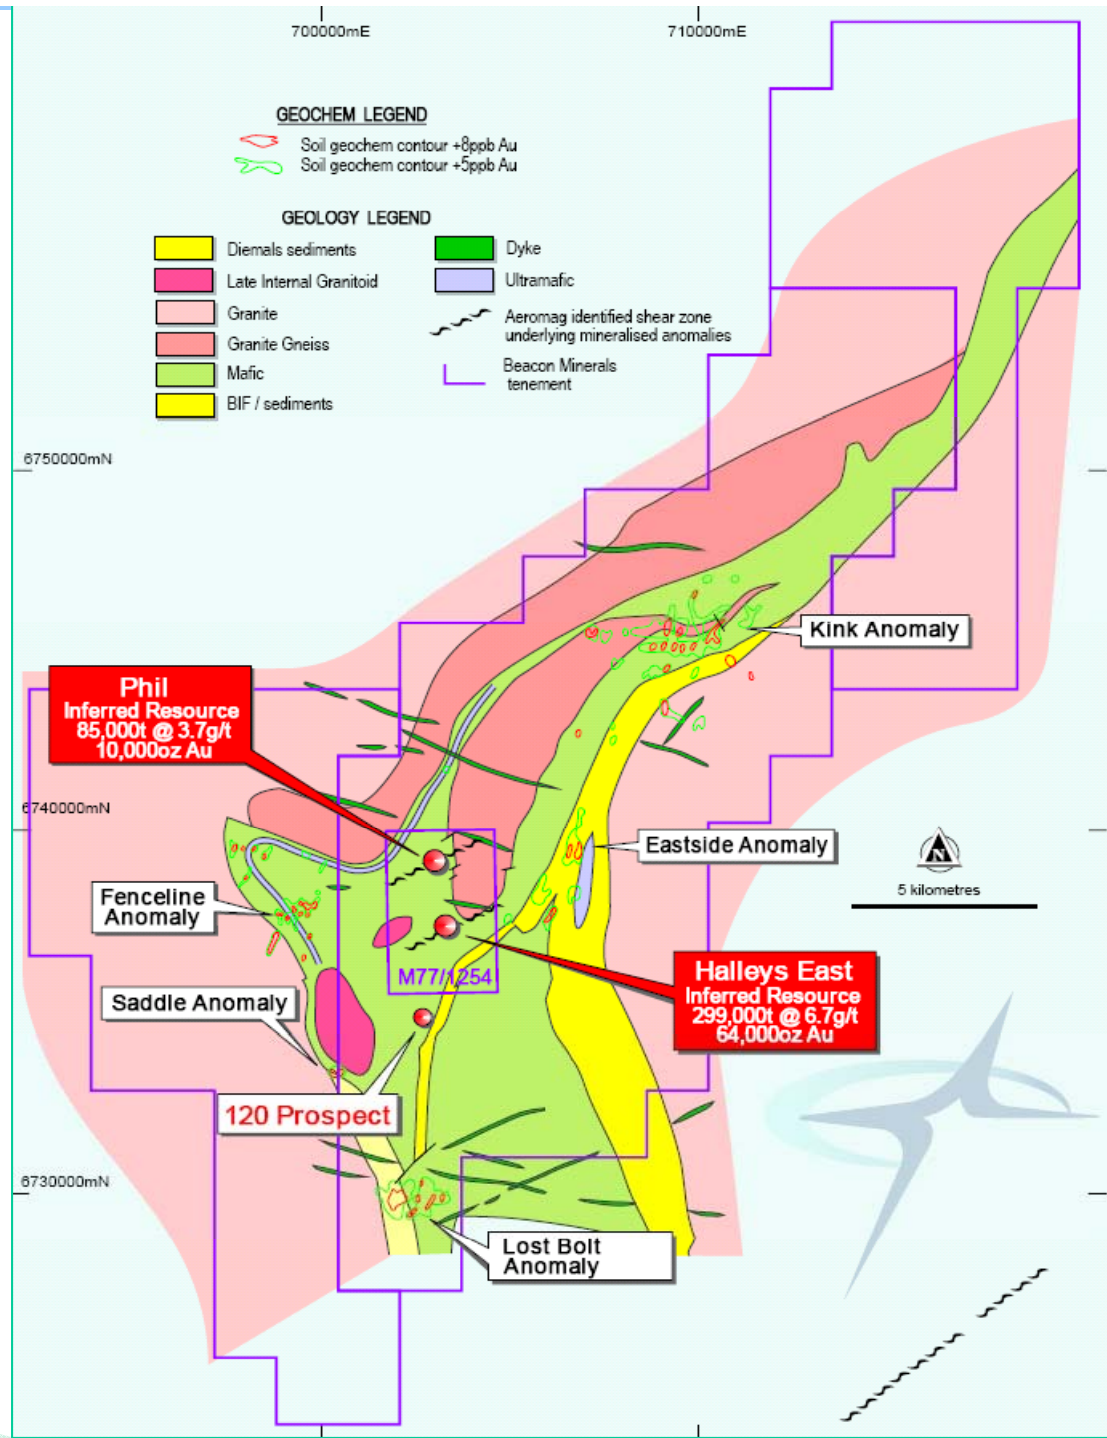 700000mE
710000mE
GEOCHEM LEGEND
Soil geochem contour +8ppb Au
Soil geochem contour +5ppb Au
GEOLOGY LEGEND
Diemals sediments
Late Internal Granitoid
Granite
Granite Gneiss
Mafic
BIF / sediments
Dyke
Ultramafic
Aeromag identified shear zone
underlying mineralised anomalies
Beacon Minerals
tenement
6750000mN
Kink Anomaly
Phil
Inferred Resource
85,000t @ 3.7g/t
10,000oz Au
6740000mN
Eastside Anomaly
N
5 kilometres
Fenceline
Anomaly
M77/1254
Halleys East
Inferred Resource
299,000t @ 6.7g/t
64,000oz Au
Saddle Anomaly
120 Prospect
6730000mN
Lost Bolt
Anomaly